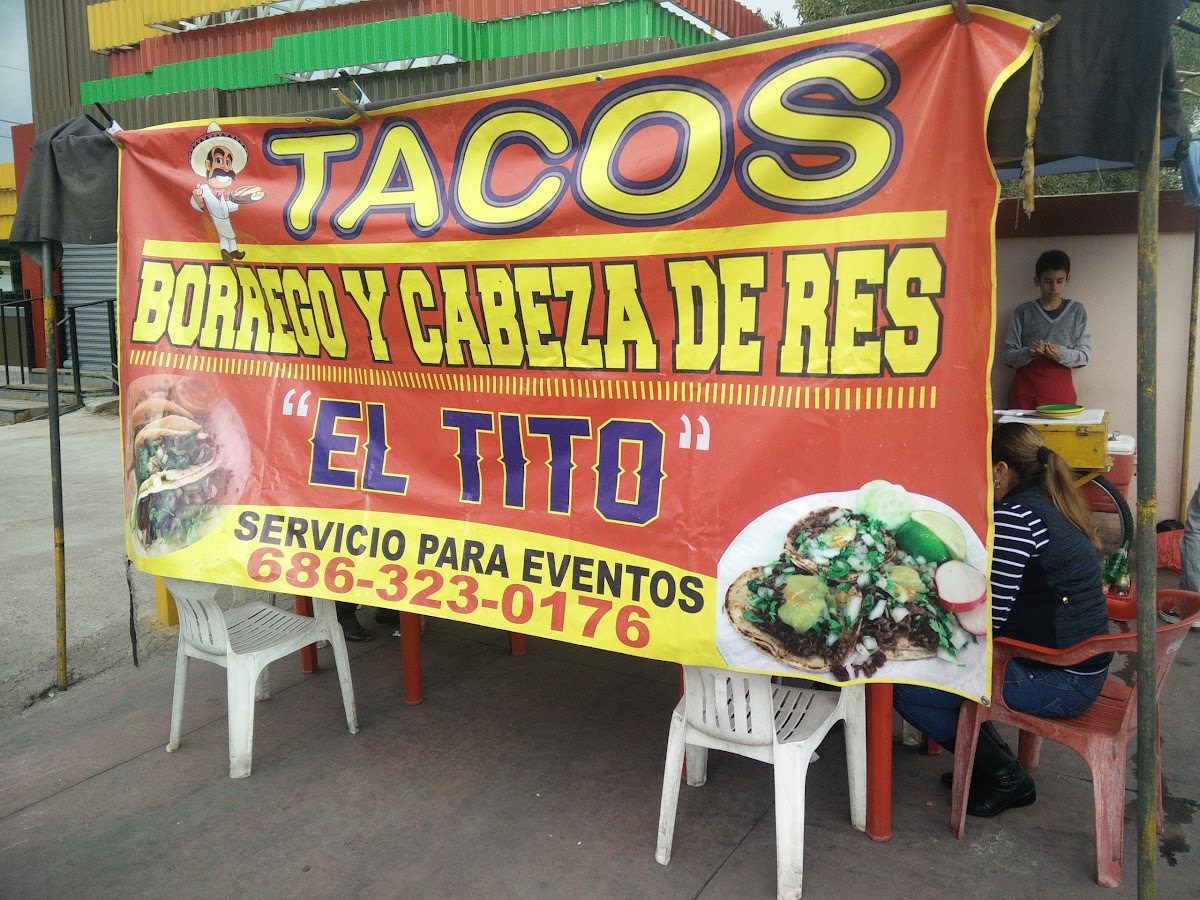 TACOS
BORREGO Y CABEZA DE RES
"EL TITO"
SERVICIO PARA EVENTOS
686-323-0176